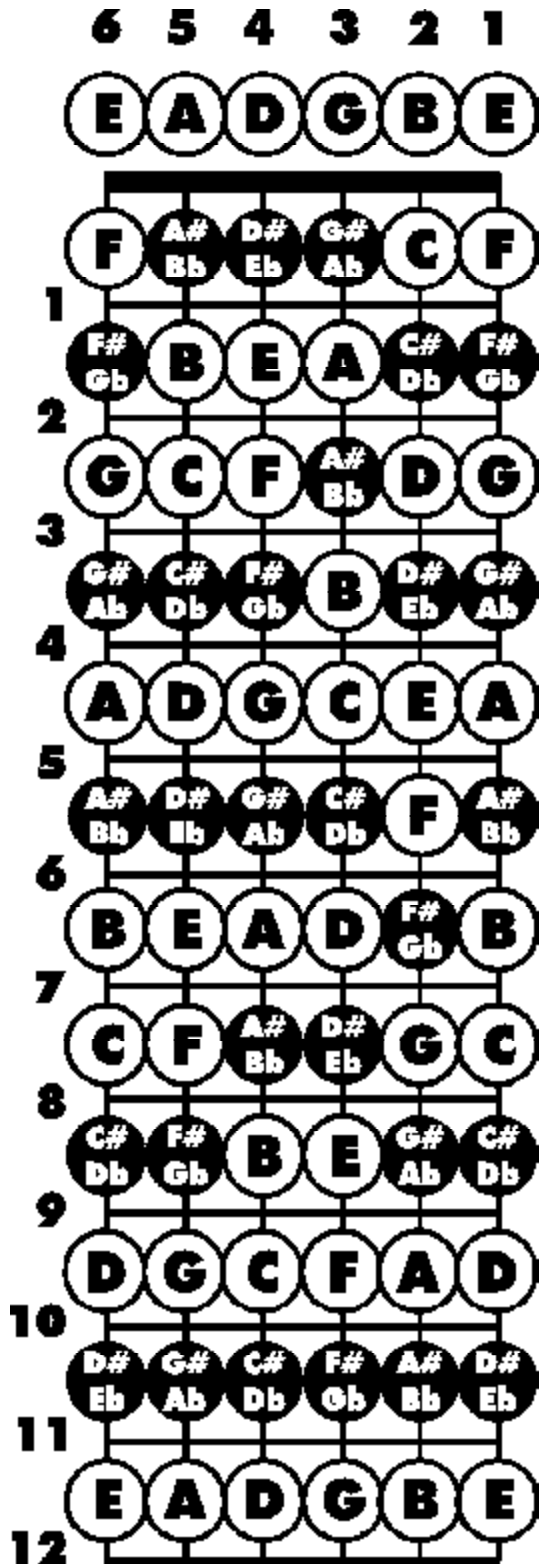 6 5 4 3 2 1
E A D G B E
F A# D# G# C F
Bb Eb Ab
1
F# B E A C# F#
Gb Db Gb
2
G C F A# D G
Bb
3
G# C# F# B D# G#
Ab Db Gb Eb Ab
4
A D G C E A
5
A# D# G# C# F A#
Bb Eb Ab Db Bb
6
B E A D F# B
Gb
7
C F A# D# G C
Bb Eb
8
C# F# B E G# C#
Db Gb Ab Db
9
D G C F A D
10
D# G# C# F# A# D#
Eb Ab Db Gb Bb Eb
11
E A D G B E
12